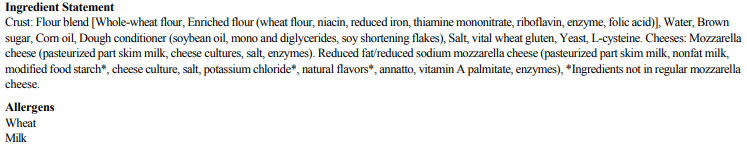 Ingredient Statement
Crust: Flour blend [Whole-wheat flour, Enriched flour (wheat flour, niacin, reduced iron, thiamine mononitrate, riboflavin, enzyme, folic acid)], Water, Brown
sugar, Corn oil, Dough conditioner (soybean oil, mono and diglycerides, soy shortening flakes), Salt, vital wheat gluten, Yeast, L-cysteine. Cheeses: Mozzarella
cheese (pasteurized part skim milk, cheese cultures, salt, enzymes). Reduced fat/reduced sodium mozzarella cheese (pasteurized part skim milk, nonfat milk,
modified food starch*, cheese culture, salt, potassium chloride*, natural flavors*, annatto, vitamin A palmitate, enzymes), *Ingredients not in regular mozzarella
cheese.
Allergens
Wheat
Milk